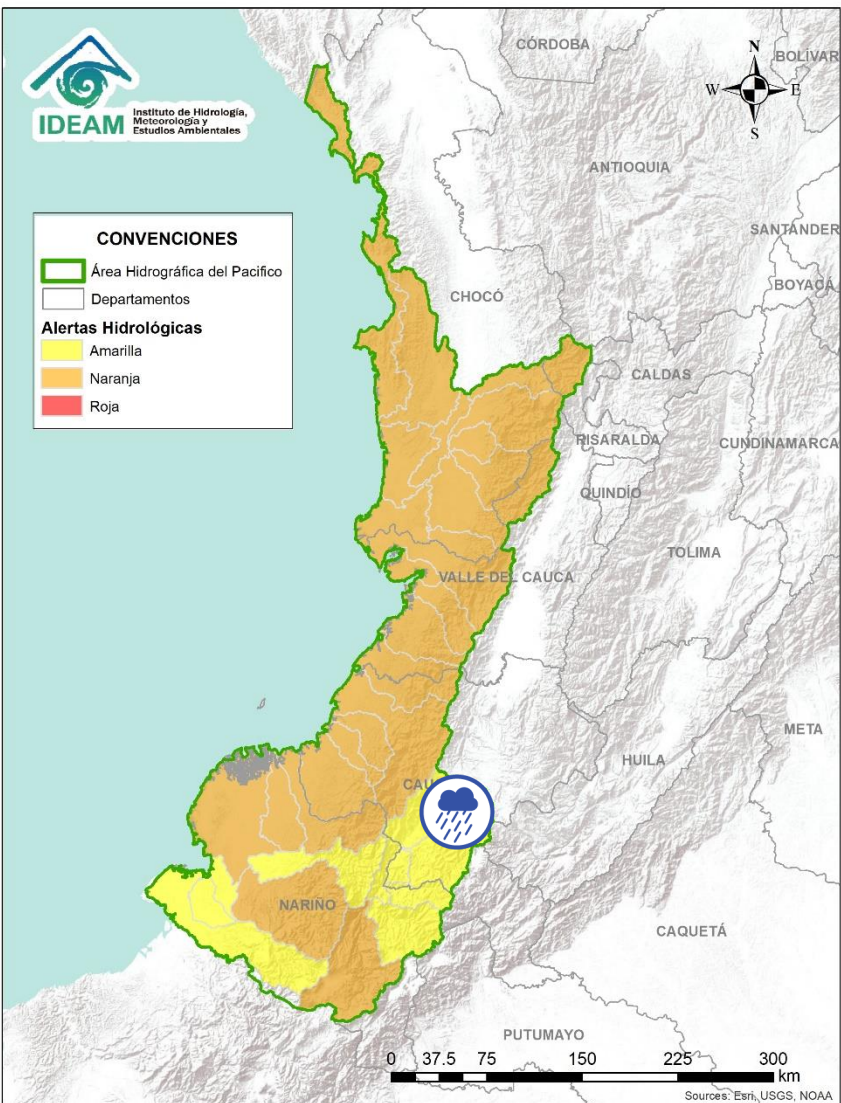 IDEAM
Instituto de Hidrología,
Meteorología y
Estudios Ambientales
N
W
E
S
CONVENCIONES
Área Hidrográfica del Pacifico
Departamentos
Alertas Hidrológicas
Amarilla
Naranja
Roja
CÓRDOBA
BOLÍVAR
ANTIOQUIA
SANTANDER
BOYACÁ
CHOCÓ
CALDAS
RISARALDA
CUNDINAMARCA
QUINDÍO
TOLIMA
VALLE DEL CAUCA
META
HUILA
CAU
NARIÑO
CAQUETÁ
PUTUMAYO
0 37.5 75 150 225 300
km
Sources: Esri, USGS, NOAA